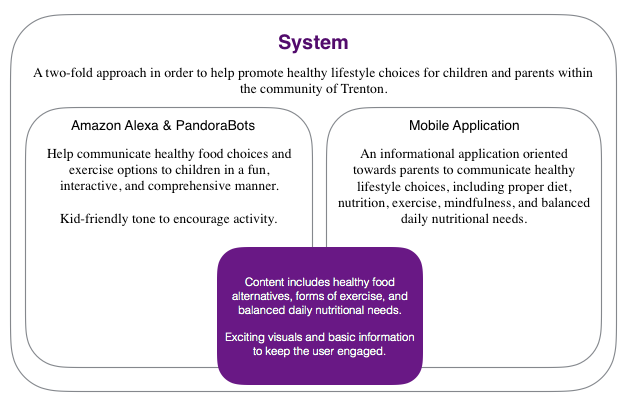 System
A two-fold approach in order to help promote healthy lifestyle choices for children and parents within
the community of Trenton.
Amazon Alexa & PandoraBots
Help communicate healthy food choices and
exercise options to children in a fun,
interactive, and comprehensive manner.
Kid-friendly tone to encourage activity.
Mobile Application
An informational application oriented
towards parents to communicate healthy
lifestyle choices, including proper diet,
nutrition, exercise, mindfulness, and balanced
daily nutritional needs.
Content includes healthy food
alternatives, forms of exercise, and
balanced daily nutritional needs.
Exciting visuals and basic information
to keep the user engaged.